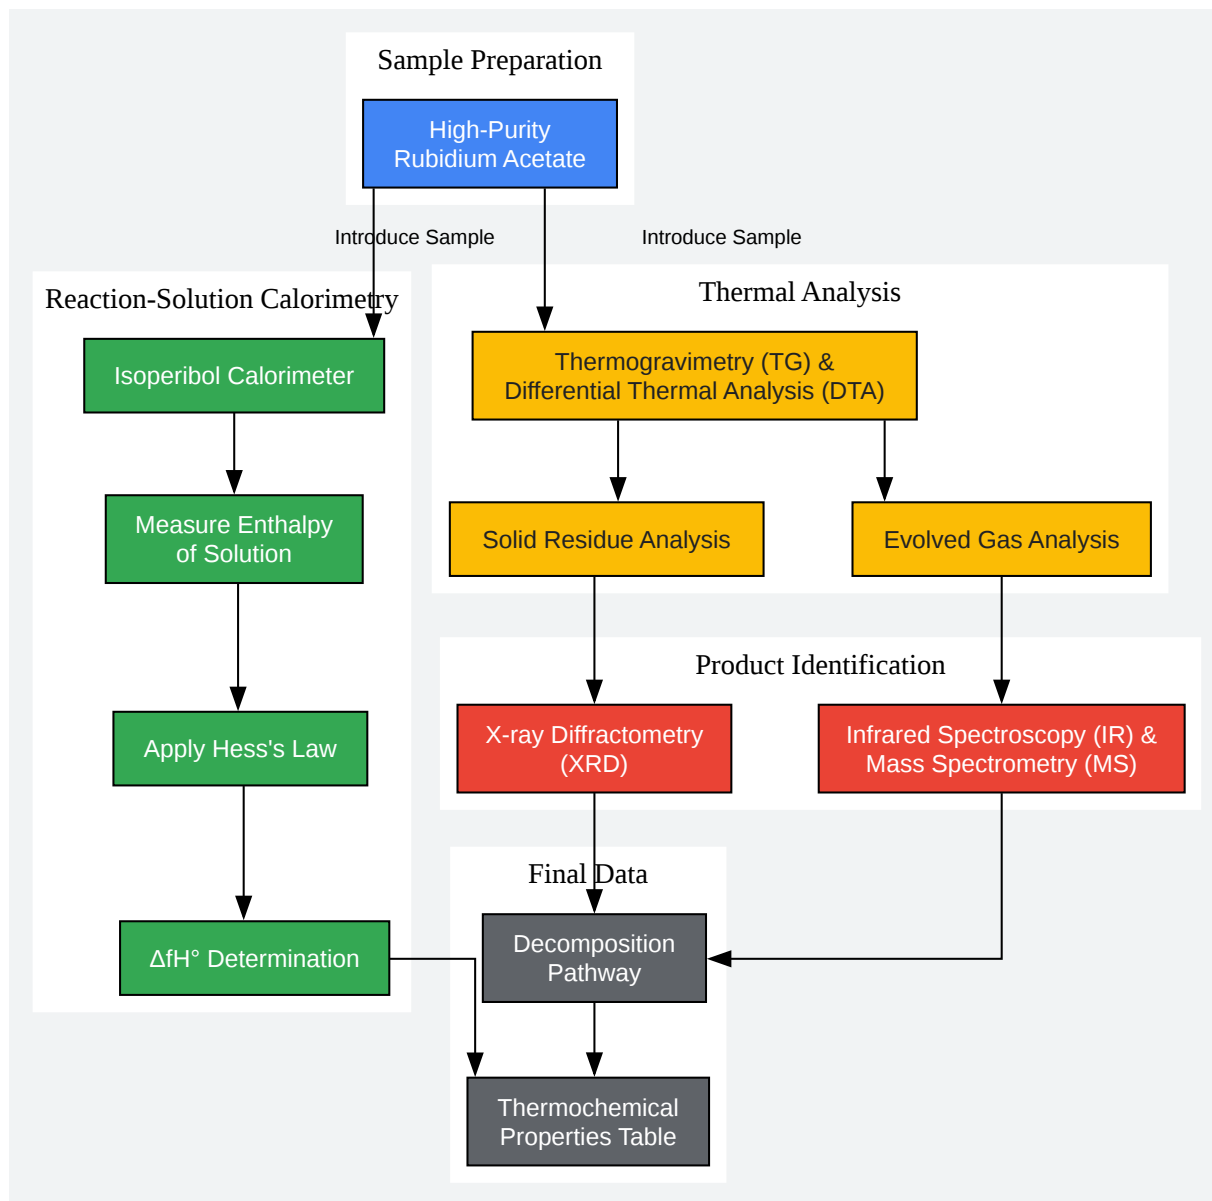 Sample Preparation
High-Purity
Rubidium Acetate
Introduce Sample
Introduce Sample
Reaction-Solution Calorimetry
Isoperibol Calorimeter
Measure Enthalpy
of Solution
Apply Hess's Law
ΔfH° Determination
Thermal Analysis
Thermogravimetry (TG) &
Differential Thermal Analysis (DTA)
Solid Residue Analysis
Evolved Gas Analysis
Product Identification
X-ray Diffractometry
(XRD)
Infrared Spectroscopy (IR) &
Mass Spectrometry (MS)
Final Data
Decomposition
Pathway
Thermochemical
Properties Table